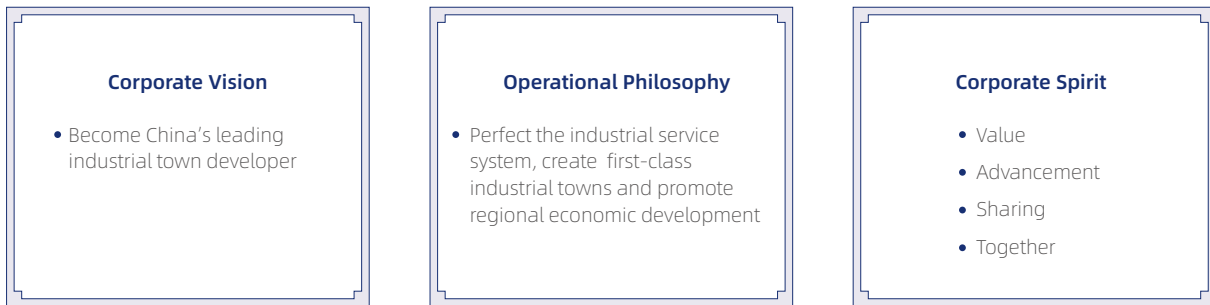 Corporate Vision
• Become China’s leading
industrial town developer
Operational Philosophy
• Perfect the industrial service
system, create first-class
industrial towns and promote
regional economic development
Corporate Spirit
• Value
• Advancement
• Sharing
• Together